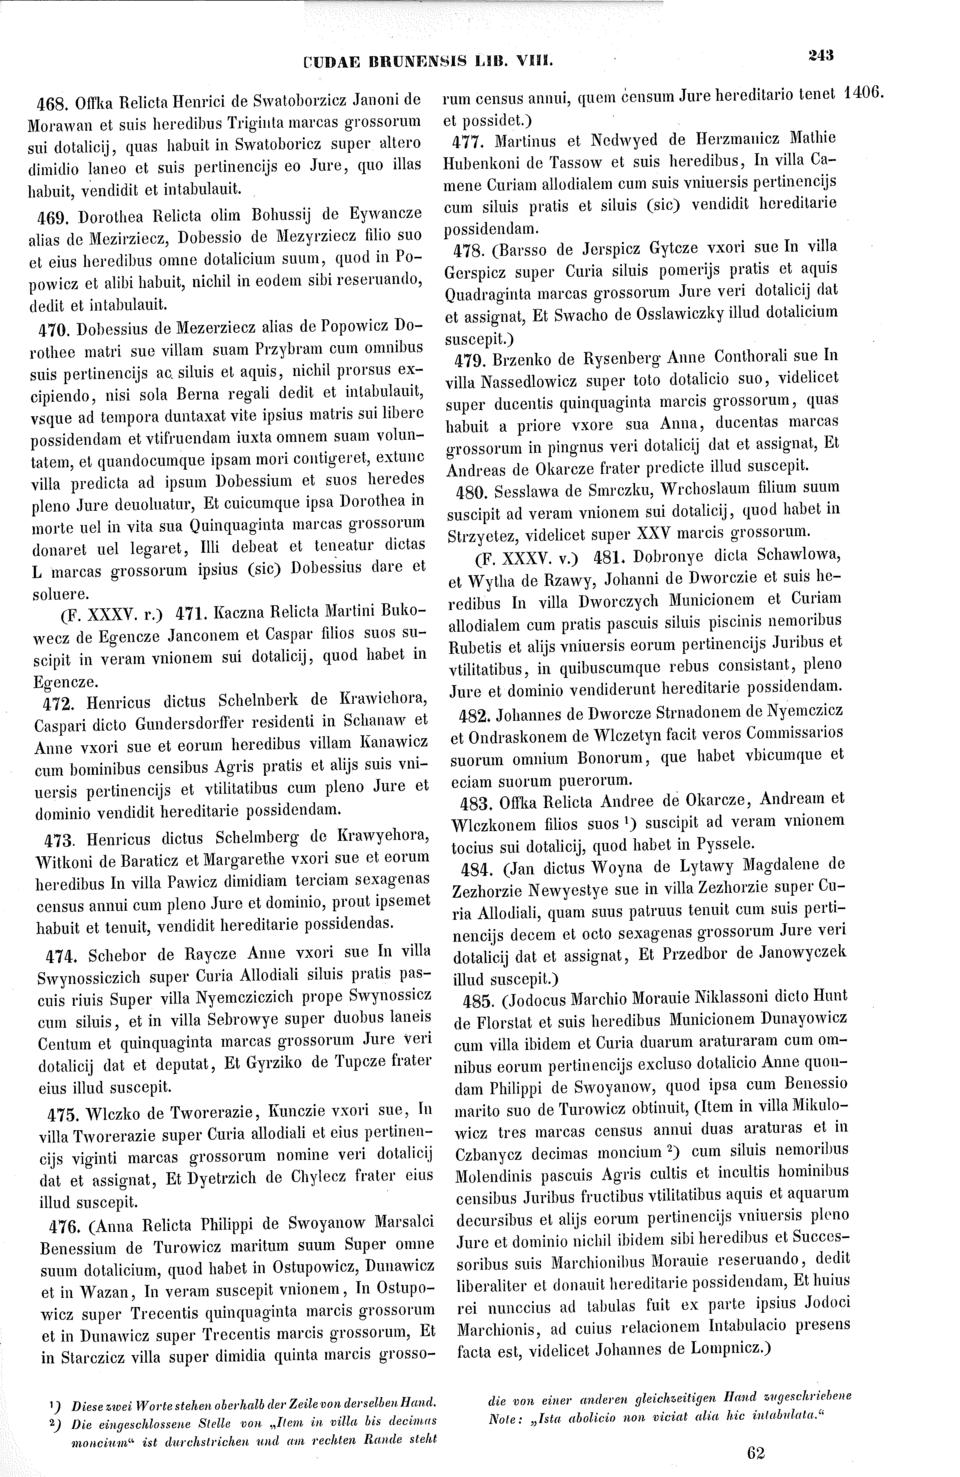 CUDAE BRUNENSIS LIB. VIII.
243
468. Offka Relicta Henrici de Swatoborzicz Janoni de
Morawan et suis heredibus Triginta marcas grossorum
sui dotalicij, quas habuit in Swatoboricz super altero
dimidio laneo et suis pertinencijs eo Jure, quo illas
habuit, vendidit et intabulauit.
469. Dorothea Relicta olim Bohussij de Eywancze
alias de Mezirziecz, Dobessio de Mezyrziecz filio suo
et eius heredibus omne dotalicium suum, quod in Po-
powicz et alibi habuit, nichil in eodem sibi reseruando,
dedit et intabulauit.
470. Dobessius de Mezerziecz alias de Popowicz Do-
rothee matri sue villam suam Przybram cum omnibus
suis pertinencijs ac siluis et aquis, nichil prorsus ex-
cipiendo, nisi sola Berna regali dedit et intabulauit,
vsque ad tempora duntaxat vite ipsius matris sui libere
possidendam et vtifruendam iuxta omnem suam volun-
tatem, et quandocumque ipsam mori contigeret, extunc
villa predicta ad ipsum Dobessium et suos heredes
pleno Jure deuoluatur, Et cuicumque ipsa Dorothea in
morte uel in vita sua Quinquaginta marcas grossorum
donaret uel legaret, Illi debeat et teneatur dictas
L marcas grossorum ipsius (sic) Dobessius dare et
soluere.
(F. XXXV. r.) 471. Kaczna Relicta Martini Buko-
wecz de Egencze Janconem et Caspar filios suos su-
scipit in veram vnionem sui dotalicij, quod habet in
Egencze.
472. Henricus dictus Schelnberk de Krawiehora,
Caspari dicto Gundersdorffer residenti in Schanaw et
Anne vxori sue et eorum heredibus villam Kanawicz
cum hominibus censibus Agris pratis et alijs suis vni-
uersis pertinencijs et vtilitatibus cum pleno Jure et
dominio vendidit hereditarie possidendam.
473. Henricus dictus Schelmberg de Krawyehora,
Witkoni de Baraticz et Margarethe vxori sue et eorum
heredibus In villa Pawicz dimidiam terciam sexagenas
census annui cum pleno Jure et dominio, prout ipsemet
habuit et tenuit, vendidit hereditarie possidendas.
474. Schebor de Raycze Anne vxori sue In villa
Swynossiczich super Curia Allodiali siluis pratis pas-
cuis riuis Super villa Nyemcziczich prope Swynossicz
cum siluis, et in villa Sebrowye super duobus laneis
Centum et quinquaginta marcas grossorum Jure veri
dotalicij dat et deputat, Et Gyrziko de Tupcze frater
eius illud suscepit.
475. Wlczko de Tworerazie, Kunczie vxori sue, In
villa Tworerazie super Curia allodiali et eius pertinen-
cijs viginti marcas grossorum nomine veri dotalicij
dat et assignat, Et Dyetrzich de Chylecz frater eius
illud suscepit.
476. (Anna Relicta Philippi de Swoyanow Marsalci
Benessium de Turowicz maritum suum Super omne
suum dotalicium, quod habet in Ostupowicz, Dunawicz
et in Wazan, In veram suscepit vnionem, In Ostupo-
wicz super Trecentis quinquaginta marcis grossorum
et in Dunawicz super Trecentis marcis grossorum, Et
in Starczicz villa super dimidia quinta marcis grosso-
rum census annui, quem censum Jure hereditario tenet 1406.
et possidet.)
477. Martinus et Nedwyed de Herzmanicz Mathie
Hubenkoni de Tassow et suis heredibus, In villa Ca-
mene Curiam allodialem cum suis vniuersis pertinencijs
cum siluis pratis et siluis (sic) vendidit hereditarie
possidendam.
478. (Barsso de Jerspicz Gytcze vxori sue In villa
Gerspicz super Curia siluis pomerijs pratis et aquis
Quadraginta marcas grossorum Jure veri dotalicij dat
et assignat, Et Swacho de Osslawiczky illud dotalicium
suscepit.)
479. Brzenko de Rysenberg Anne Conthorali sue In
villa Nassedlowicz super toto dotalicio suo, videlicet
super ducentis quinquaginta marcis grossorum, quas
habuit a priore vxore sua Anna, ducentas marcas
grossorum in pingnus veri dotalicij dat et assignat, Et
Andreas de Okarcze frater predicte illud suscepit.
480. Sesslawa de Smrczku, Wrchoslaum filium suum
suscipit ad veram vnionem sui dotalicij, quod habet in
Strzyetez, videlicet super XXV marcis grossorum.
(F. XXXV. v.) 481. Dobronye dicta Schawlowa,
et Wytha de Rzawy, Johanni de Dworczie et suis he-
redibus In villa Dworczych Municionem et Curiam
allodialem cum pratis pascuis siluis piscinis nemoribus
Rubetis et alijs vniuersis eorum pertinencijs Juribus et
vtilitatibus, in quibuscumque rebus consistant, pleno
Jure et dominio vendiderunt hereditarie possidendam.
482. Johannes de Dworcze Strnadonem de Nyemczicz
et Ondraskonem de Wlczetyn facit veros Commissarios
suorum omnium Bonorum, que habet vbicumque et
eciam suorum puerorum.
483. Offka Relicta Andree de Okarcze, Andream et
Wlczkonem filios suos ¹) suscipit ad veram vnionem
tocius sui dotalicij, quod habet in Pyssele.
484. (Jan dictus Woyna de Lytawy Magdalene de
Zezhorzie Newyestye sue in villa Zezhorzie super Cu-
ria Allodiali, quam suus patruus tenuit cum suis perti-
nencijs decem et octo sexagenas grossorum Jure veri
dotalicij dat et assignat, Et Przedbor de Janowyczek
illud suscepit.)
485. (Jodocus Marchio Morauie Niklassoni dicto Hunt
de Florstat et suis heredibus Municionem Dunayowicz
cum villa ibidem et Curia duarum araturaram cum om-
nibus eorum pertinencijs excluso dotalicio Anne quon-
dam Philippi de Swoyanow, quod ipsa cum Benessio
marito suo de Turowicz obtinuit, (Item in villa Mikulo-
wicz tres marcas census annui duas araturas et in
Czbanycz decimas moncium ²) cum siluis nemoribus
Molendinis pascuis Agris cultis et incultis hominibus
censibus Juribus fructibus vtilitatibus aquis et aquarum
decursibus et alijs eorum pertinencijs vniuersis pleno
Jure et dominio nichil ibidem sibi heredibus et Succes-
soribus suis Marchionibus Morauie reseruando, dedit
liberaliter et donauit hereditarie possidendam, Et huius
rei nunccius ad tabulas fuit ex parte ipsius Jodoci
Marchionis, ad cuius relacionem Intabulacio presens
facta est, videlicet Johannes de Lompnicz.)
¹) Diese zwei Worte stehen oberhalb der Zeile von derselben Hand.
²) Die eingeschlossene Stelle von „Item in villa bis decimas
moncium“ ist durchstrichen und am rechten Rande steht
die von einer anderen gleichzeitigen Hand zugeschriebene
Note: „Ista abolicio non viciat alia hic intabulata.“
62